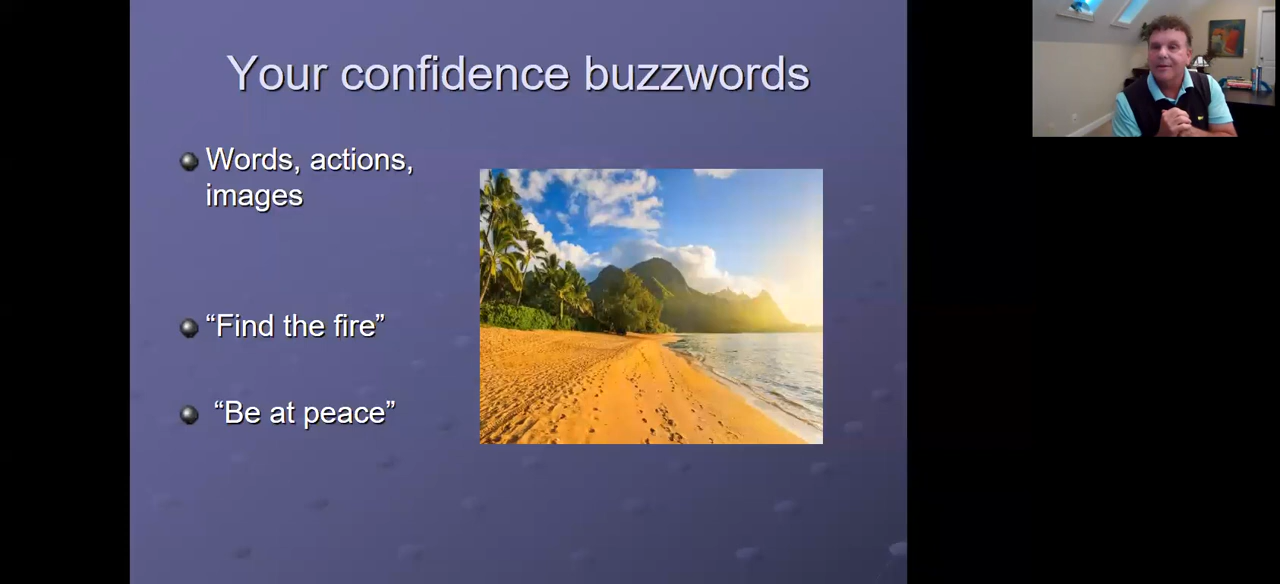 Your confidence buzzwords
Words, actions,
images
“Find the fire”
“Be at peace”